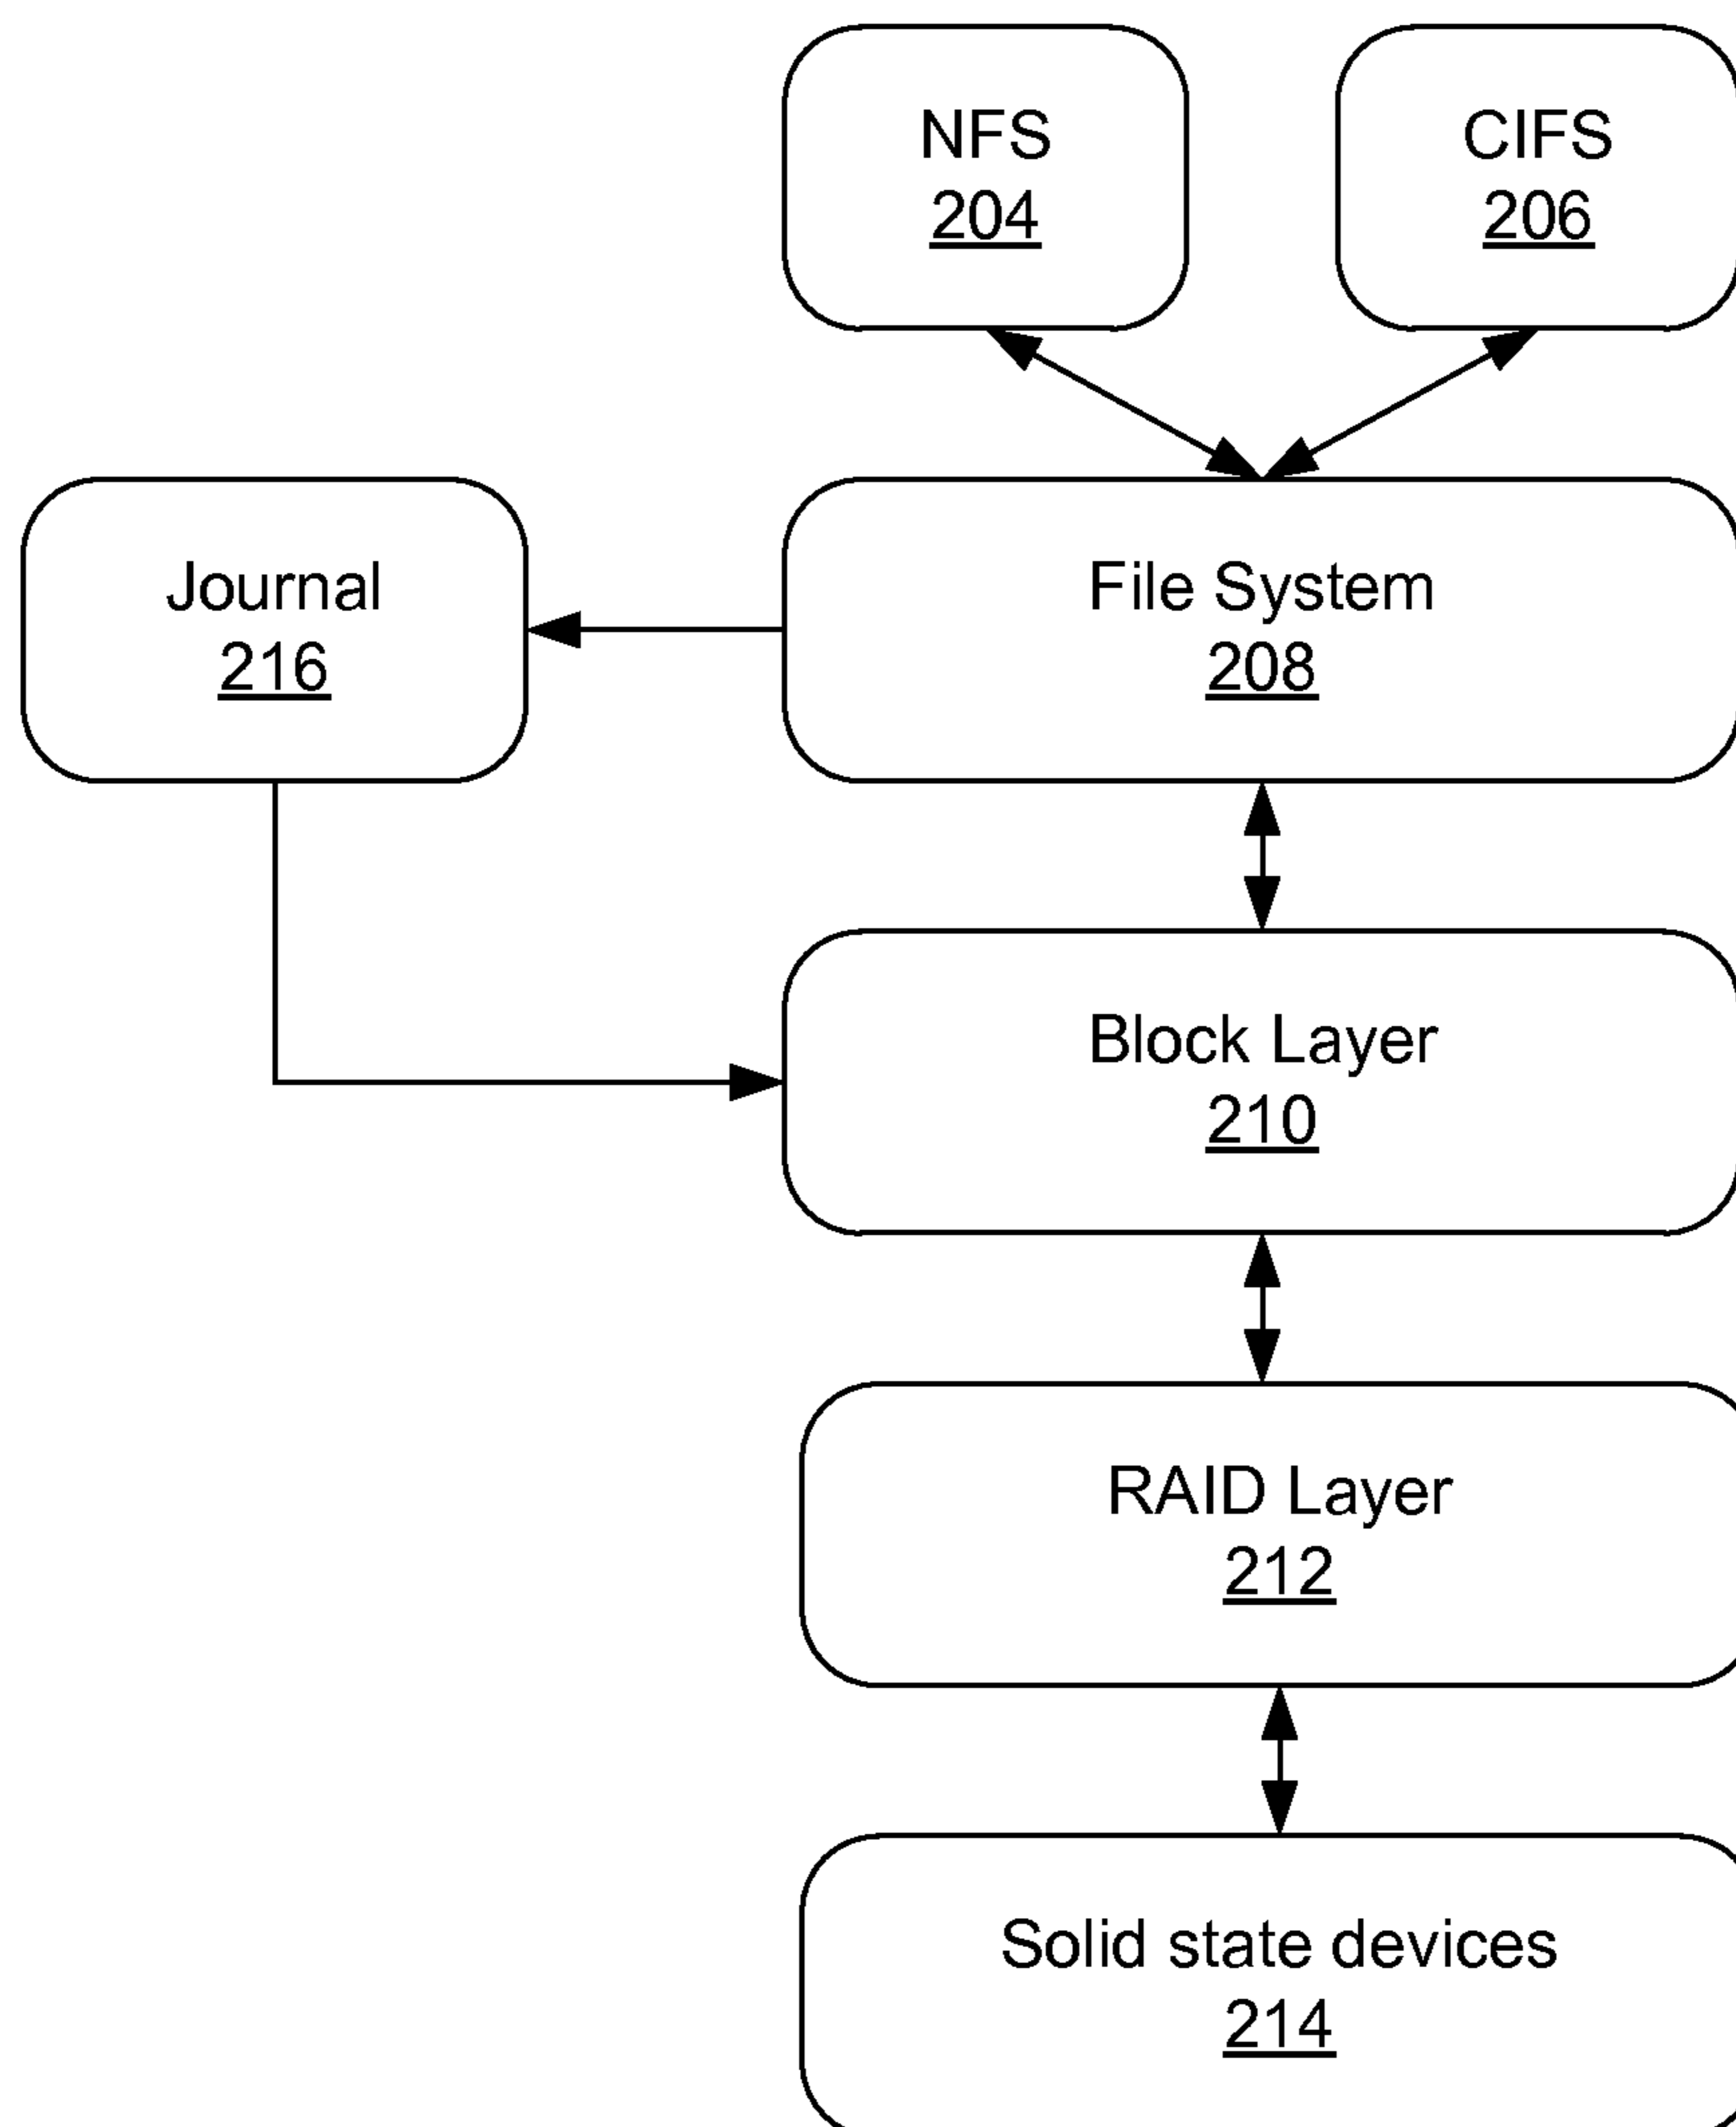 NFS
204
CIFS
206
Journal
216
File System
208
Block Layer
210
RAID Layer
212
Solid state devices
214